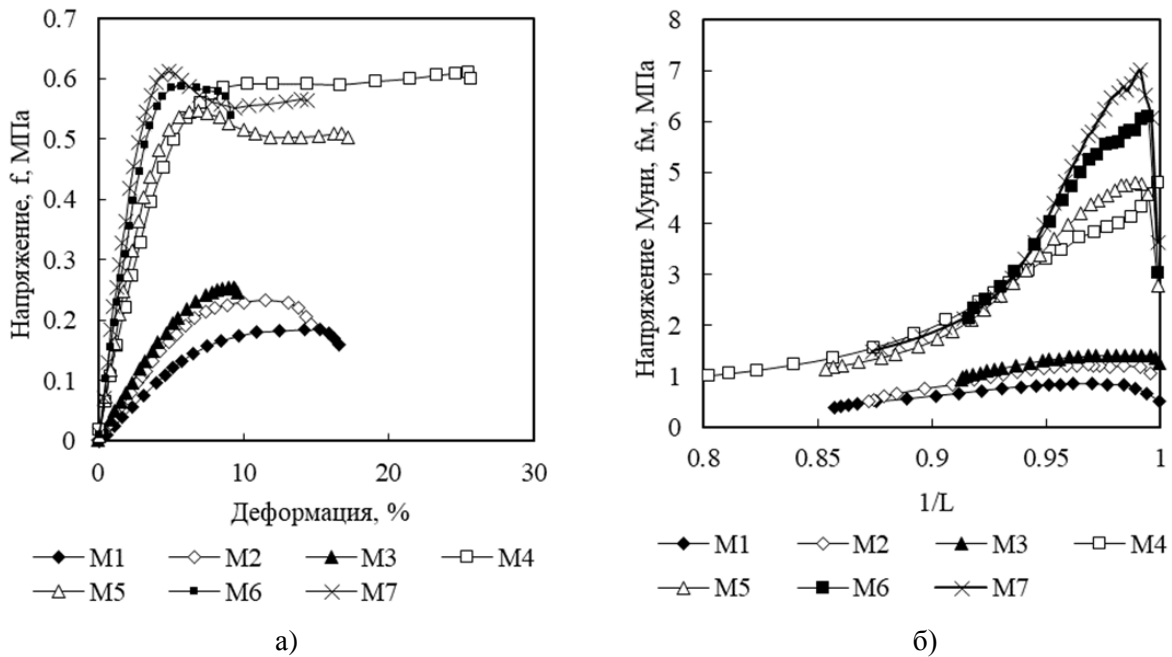 Напряжение, f, МПа
0.7
0.6
0.5
0.4
0.3
0.2
0.1
0
0 10 20 30
Деформация, %
M1 M2 M3 M4
M5 M6 M7
а)
Напряжение Муни, fм, МПа
8
7
6
5
4
3
2
1
0
0.8 0.85 0.9 0.95 1
1/L
M1 M2 M3 M4
M5 M6 M7
б)